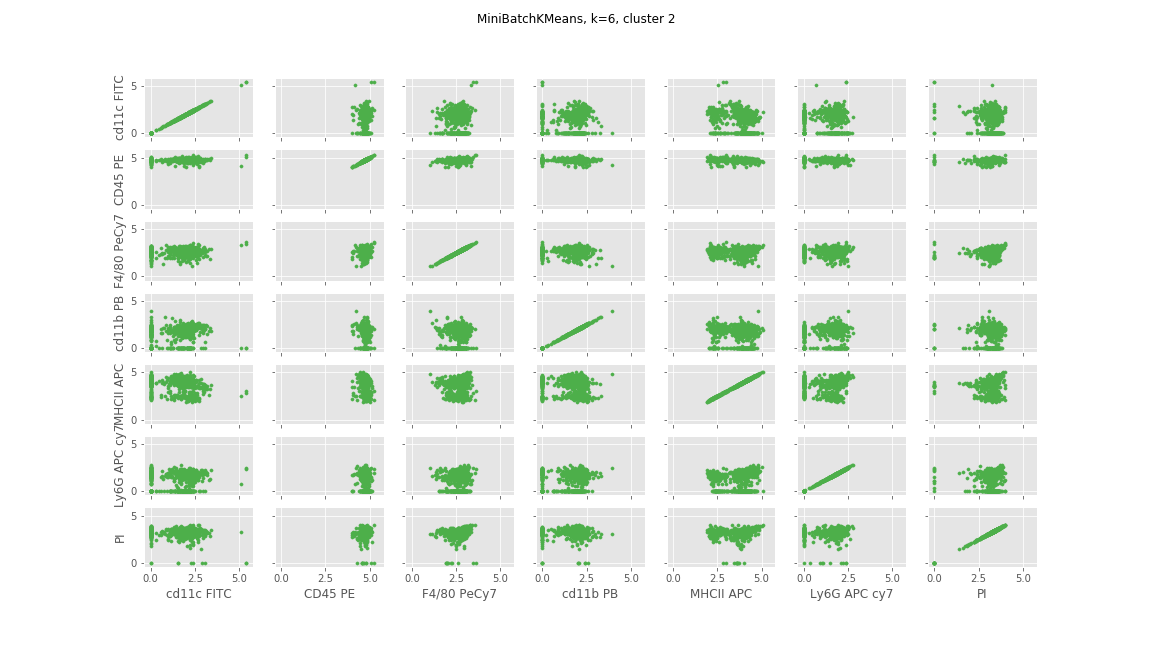 MiniBatchKMeans, k=6, cluster 2
cd11c FITC
5
0
CD45 PE
5
0
F4/80 PeCy7
5
0
cd11b PB
5
0
MHCII APC
5
0
Ly6G APC cy7
5
0
PI
5
0
0.0 2.5 5.0 0.0 2.5 5.0 0.0 2.5 5.0 0.0 2.5 5.0 0.0 2.5 5.0 0.0 2.5 5.0 0.0 2.5 5.0
cd11c FITC CD45 PE F4/80 PeCy7 cd11b PB MHCII APC Ly6G APC cy7 PI